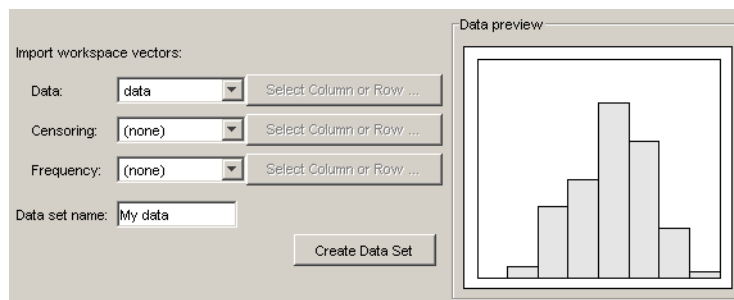 Data preview
Import workspace vectors:
Data: data Select Column or Row ...
Censoring: (none) Select Column or Row ...
Frequency: (none) Select Column or Row ...
Data set name: My data
Create Data Set